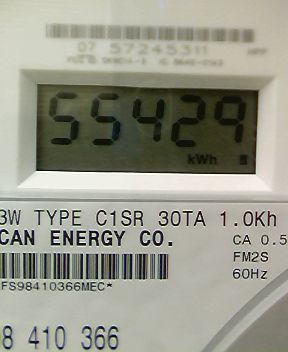 07 57245311
55429
kWh
3W TYPE C1SR 30TA 1.0Kh
CAN ENERGY CO. CA 0.5
FM2S
60Hz
FS98410366MEC*
98 410 366